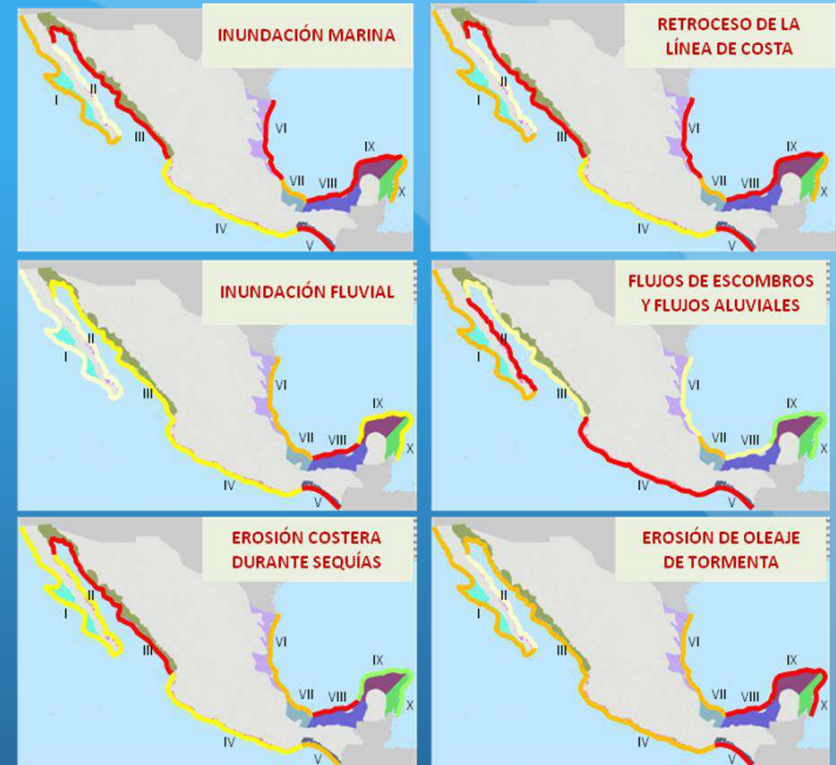 INUNDACIÓN MARINA
I
II
III
IV
V
VI
VII
VIII
IX
X
RETROCESO DE LA
LÍNEA DE COSTA
I
II
III
IV
V
VI
VII
VIII
IX
X
INUNDACIÓN FLUVIAL
I
II
III
IV
V
VI
VII
VIII
IX
X
FLUJOS DE ESCOMBROS
Y FLUJOS ALUVIALES
I
II
III
IV
V
VI
VII
VIII
IX
X
EROSIÓN COSTERA
DURANTE SEQUÍAS
I
II
III
IV
V
VI
VII
VIII
IX
X
EROSIÓN DE OLEAJE
DE TORMENTA
I
II
III
IV
V
VI
VII
VIII
IX
X